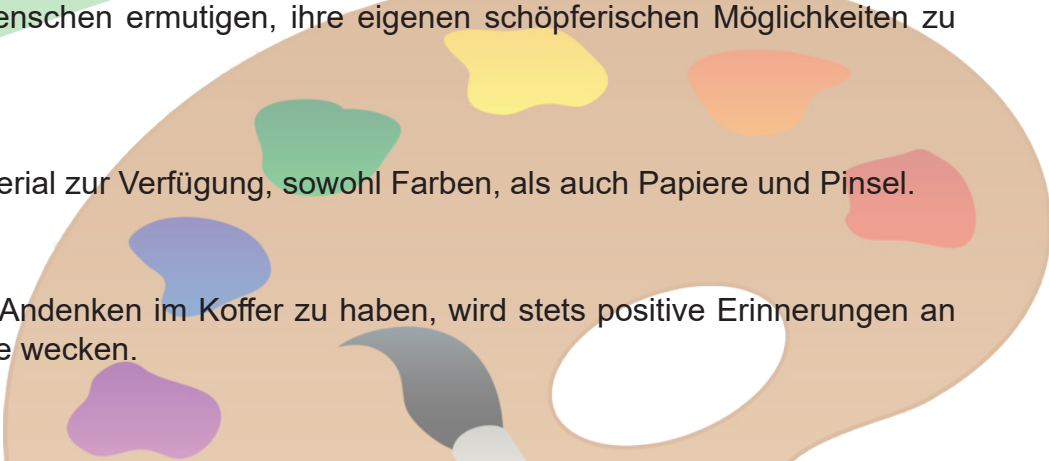 enschen ermutigen, ihre eigenen schöpferischen Möglichkeiten zu
erial zur Verfügung, sowohl Farben, als auch Papiere und Pinsel.
Andenken im Koffer zu haben, wird stets positive Erinnerungen an
e wecken.